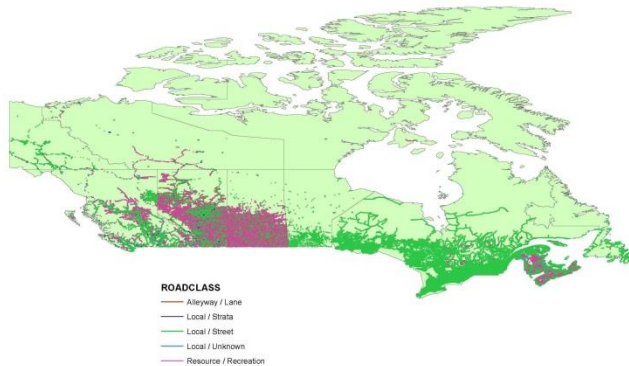 ROADCLASS
Alleyway / Lane
Local / Strata
Local / Street
Local / Unknown
Resource / Recreation